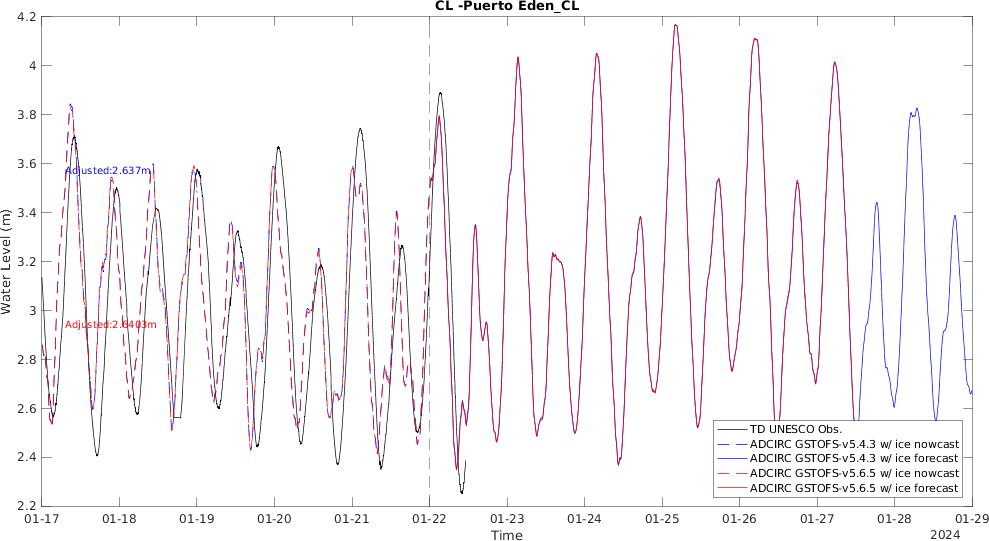 CL -Puerto Eden_CL
4.2
4
3.8
3.6
3.4
3.2
3
2.8
2.6
2.4
2.2
Water Level (m)
Adjusted:2.637m
Adjusted:2.6403m
TD UNESCO Obs.
ADCIRC GSTOFS-v5.4.3 w/ ice nowcast
ADCIRC GSTOFS-v5.4.3 w/ ice forecast
ADCIRC GSTOFS-v5.6.5 w/ ice nowcast
ADCIRC GSTOFS-v5.6.5 w/ ice forecast
01-17 01-18 01-19 01-20 01-21 01-22 01-23 01-24 01-25 01-26 01-27 01-28 01-29
Time
2024